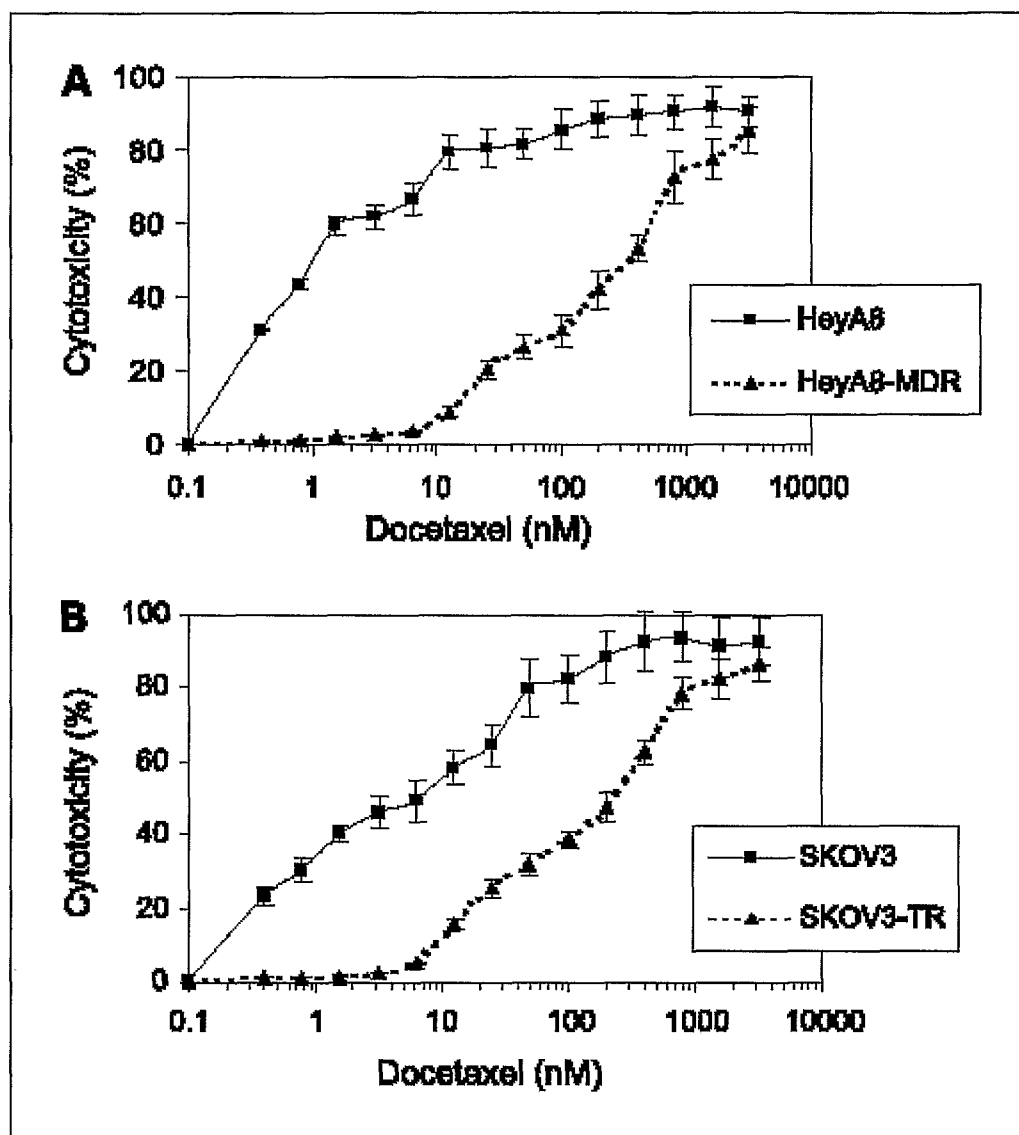 A
Cytotoxicity (%)
100
80
60
40
20
0
0.1 1 10 100 1000 10000
Docetaxel (nM)
HeyA8
HeyA8-MDR
B
Cytotoxicity (%)
100
80
60
40
20
0
0.1 1 10 100 1000 10000
Docetaxel (nM)
SKOV3
SKOV3-TR